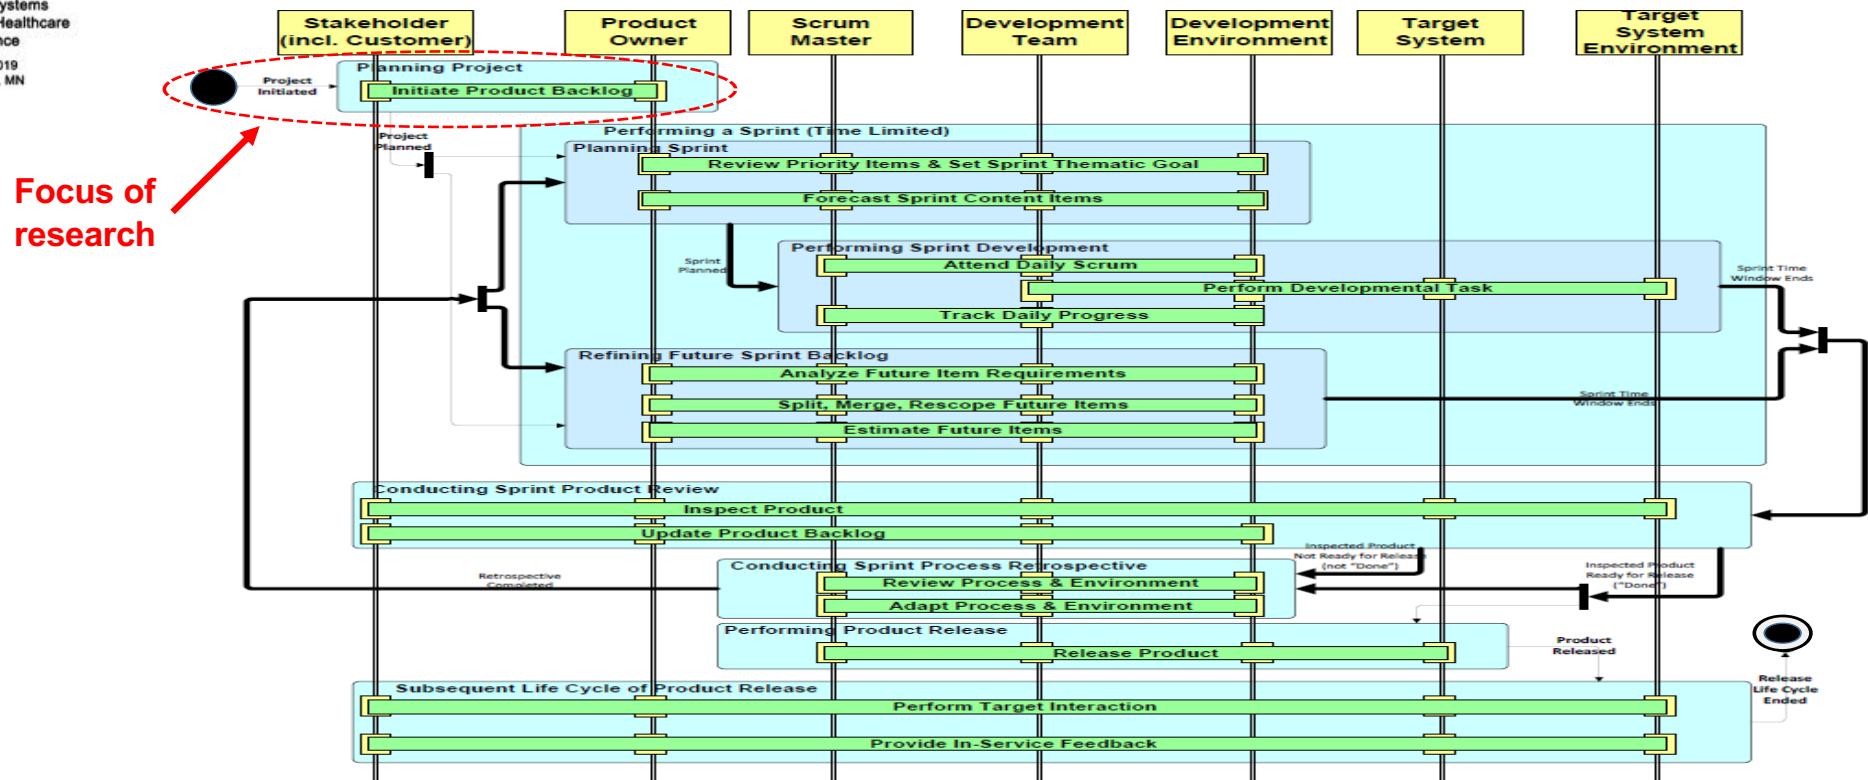 ystems
Healthcare
nce
019
, MN
Stakeholder
(incl. Customer)
Product
Owner
Scrum
Master
Development
Team
Development
Environment
Target
System
Target
System
Environment
Planning Project
Project
Initiated
Initiate Product Backlog
Focus of
research
Project
Planned
Performing a Sprint (Time Limited)
Planning Sprint
Review Priority Items & Set Sprint Thematic Goal
Forecast Sprint Content Items
Sprint
Planned
Performing Sprint Development
Attend Daily Scrum
Perform Developmental Task
Track Daily Progress
Sprint Time
Window Ends
Refining Future Sprint Backlog
Analyze Future Item Requirements
Split, Merge, Rescope Future Items
Estimate Future Items
Sprint Time
Window Ends
Conducting Sprint Product Review
Inspect Product
Update Product Backlog
Inspected Product
Not Ready for Release
(not "Done")
Inspected Product
Ready for Release
("Done")
Retrospective
Completed
Conducting Sprint Process Retrospective
Review Process & Environment
Adapt Process & Environment
Performing Product Release
Release Product
Product
Released
Release
Life Cycle
Ended
Subsequent Life Cycle of Product Release
Perform Target Interaction
Provide In-Service Feedback